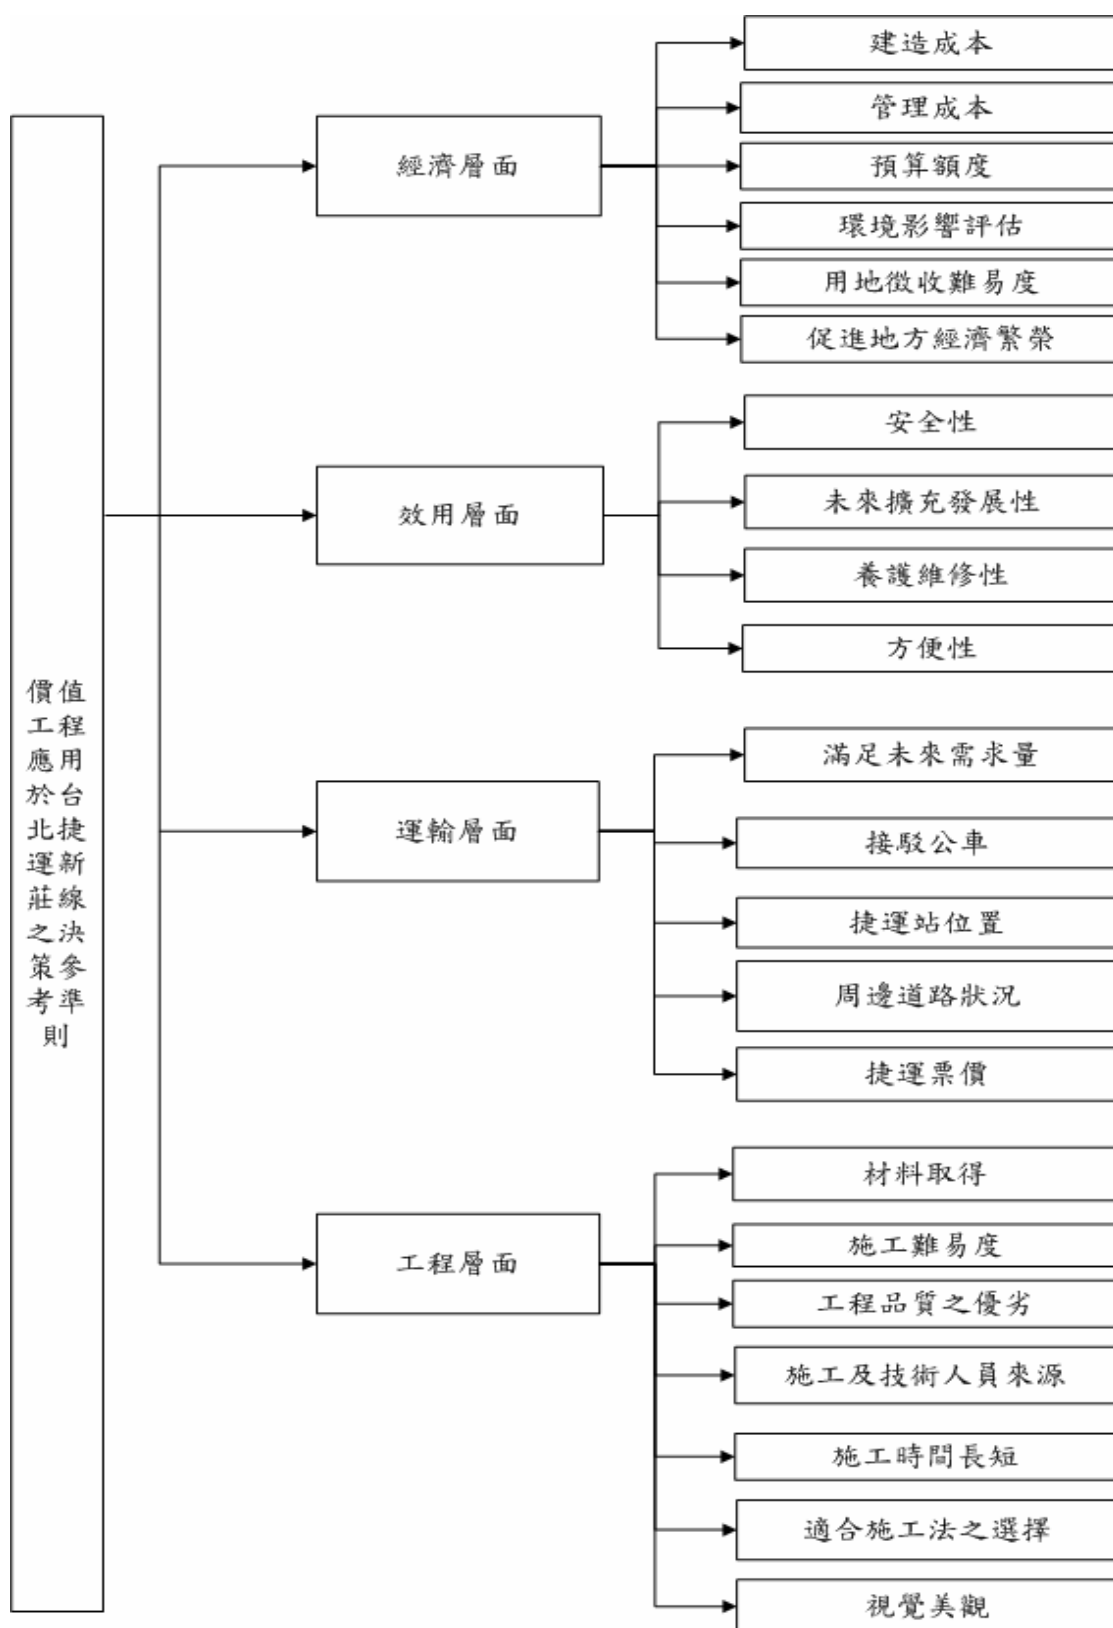 價值
工程
應用
於台
北捷
運新
莊線
之決
策參
考準
則
經濟層面
建造成本
管理成本
預算額度
環境影響評估
用地徵收難易度
促進地方經濟繁榮
效用層面
安全性
未來擴充發展性
養護維修性
方便性
運輸層面
滿足未來需求量
接駁公車
捷運站位置
周邊道路狀況
捷運票價
工程層面
材料取得
施工難易度
工程品質之優劣
施工及技術人員來源
施工時間長短
適合施工法之選擇
視覺美觀